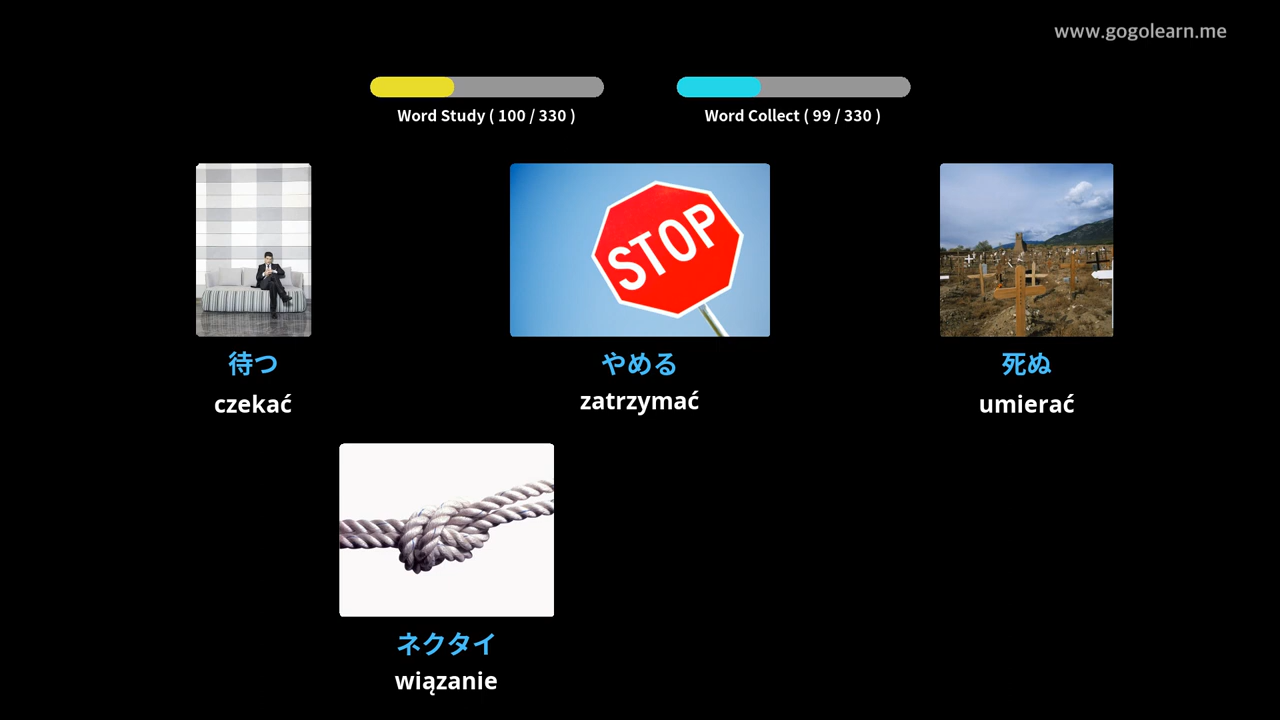 www.gogolearn.me
Word Study ( 100 / 330 )
Word Collect ( 99 / 330 )
STOP
待つ
czekać
やめる
zatrzymać
死ぬ
umierać
ネクタイ
wiązanie